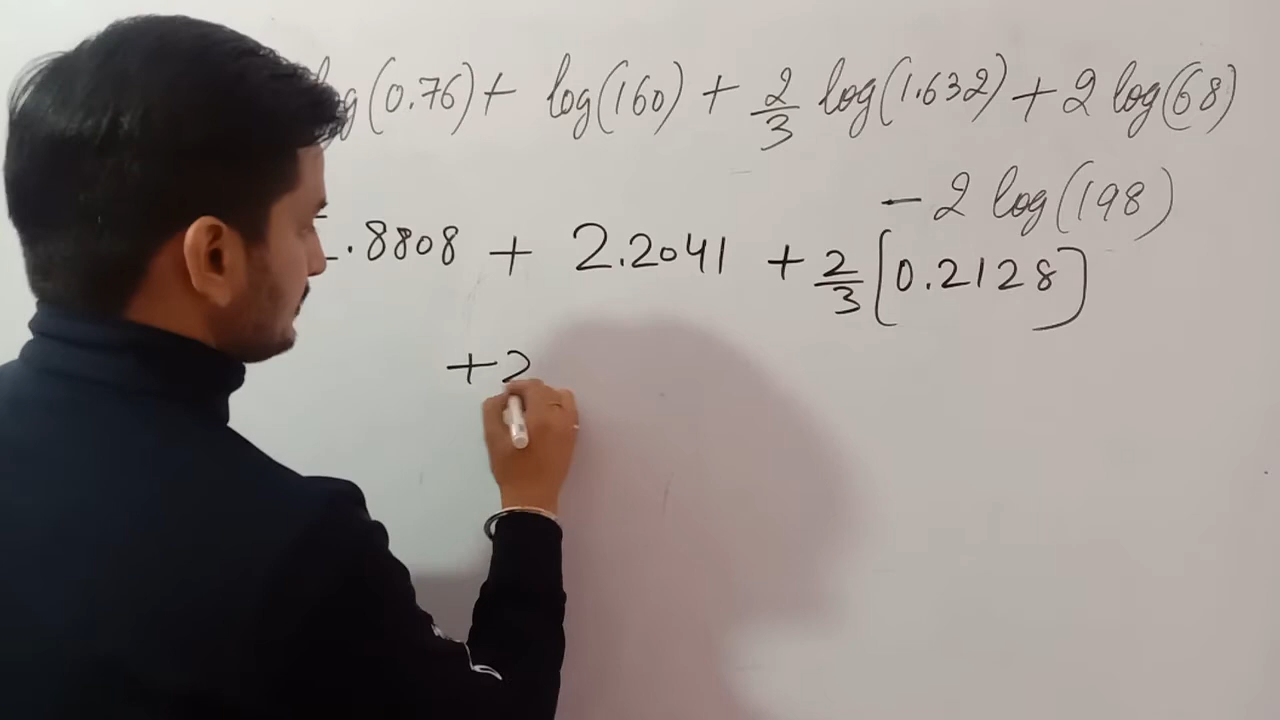 g(0.76) + log(160) + 2/3 log(1.632) + 2 log(68)
- 2 log(198)
.8808 + 2.2041 + 2/3 [0.2128]
+2